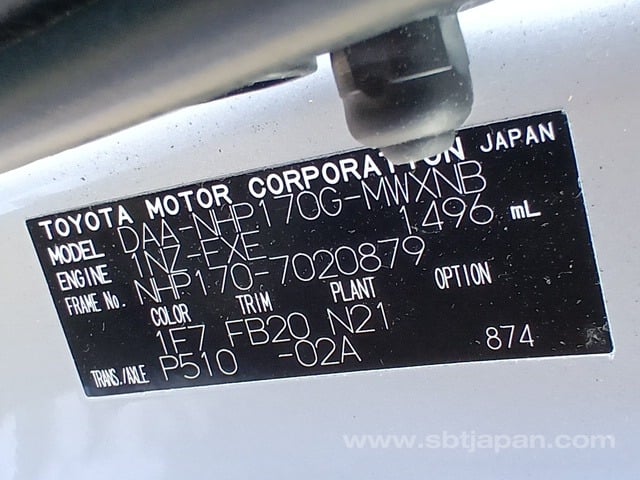 TOYOTA MOTOR CORPORATION JAPAN
MODEL DAA-NHP170G-MWXNB
ENGINE 1NZ-FXE 1496 mL
FRAME No. NHP170-7020879
COLOR TRIM PLANT OPTION
1F7 FB20 N21
TRANS./AXLE P510 -02A 874
www.sbtjapan.com